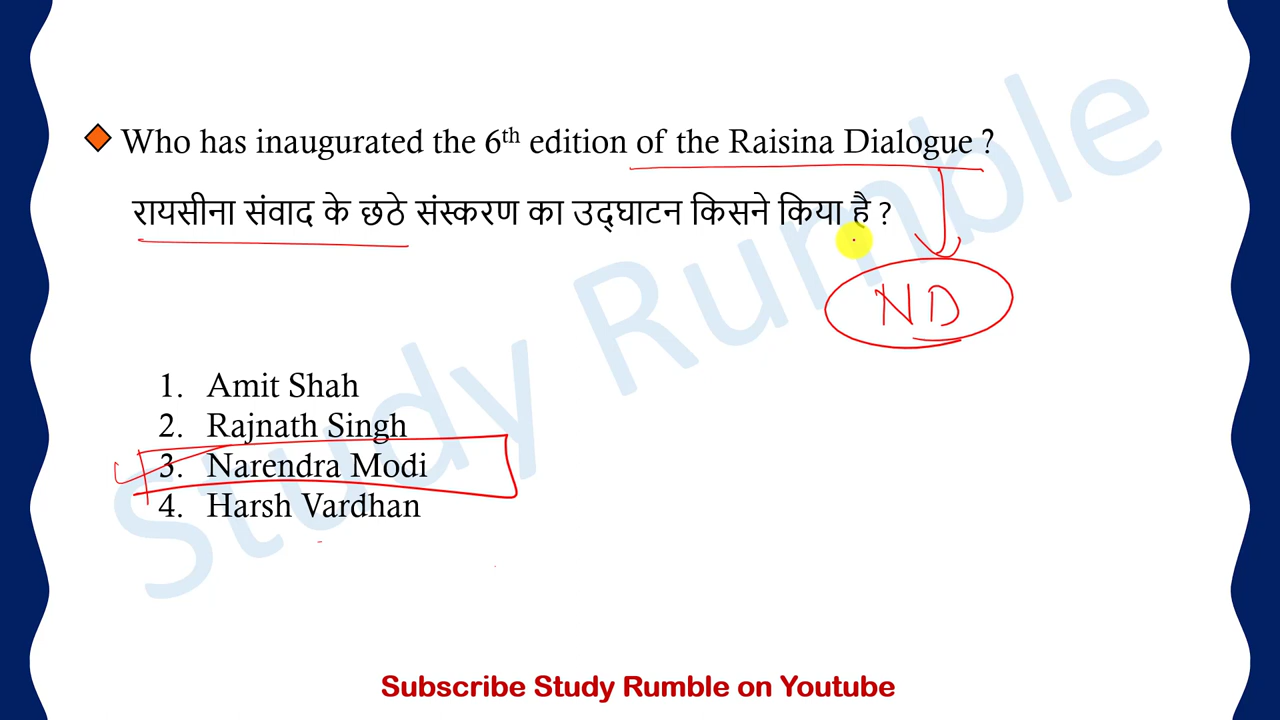 Who has inaugurated the 6th edition of the Raisina Dialogue ?
रायसीना संवाद के छठे संस्करण का उद्घाटन किसने किया है ?
ND
1. Amit Shah
2. Rajnath Singh
3. Narendra Modi
4. Harsh Vardhan
Study Rumble
Subscribe Study Rumble on Youtube